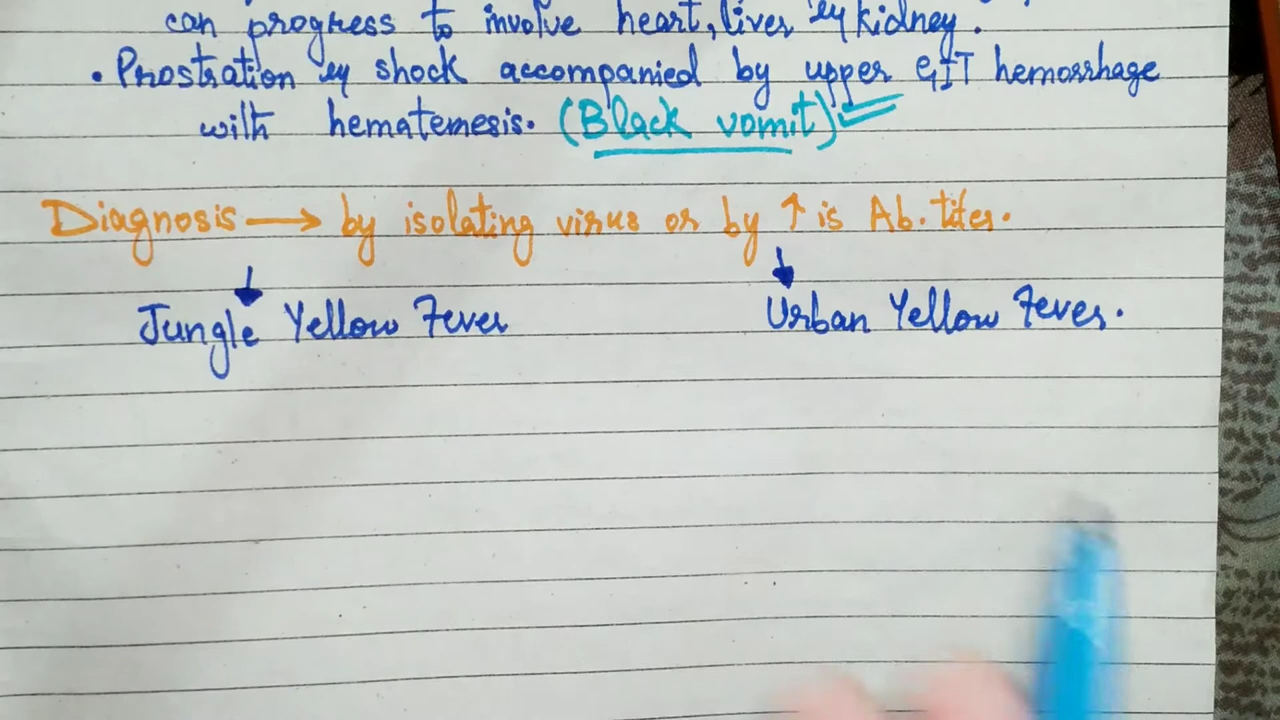 can progress to involve heart, liver & kidney.
• Prostration & shock accompanied by upper GIT hemorrhage
with hematemesis. (Black vomit)
Diagnosis → by isolating virus or by ↑ is Ab. titer.
Jungle Yellow Fever
Urban Yellow Fever.